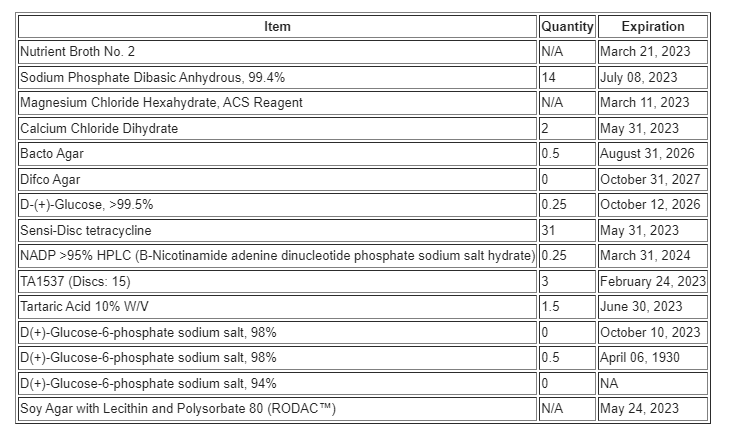 Item Quantity Expiration
Nutrient Broth No. 2 N/A March 21, 2023
Sodium Phosphate Dibasic Anhydrous, 99.4% 14 July 08, 2023
Magnesium Chloride Hexahydrate, ACS Reagent N/A March 11, 2023
Calcium Chloride Dihydrate 2 May 31, 2023
Bacto Agar 0.5 August 31, 2026
Difco Agar 0 October 31, 2027
D-(+)-Glucose, >99.5% 0.25 October 12, 2026
Sensi-Disc tetracycline 31 May 31, 2023
NADP >95% HPLC (B-Nicotinamide adenine dinucleotide phosphate sodium salt hydrate) 0.25 March 31, 2024
TA1537 (Discs: 15) 3 February 24, 2023
Tartaric Acid 10% W/V 1.5 June 30, 2023
D(+)-Glucose-6-phosphate sodium salt, 98% 0 October 10, 2023
D(+)-Glucose-6-phosphate sodium salt, 98% 0.5 April 06, 1930
D(+)-Glucose-6-phosphate sodium salt, 94% 0 NA
Soy Agar with Lecithin and Polysorbate 80 (RODAC™) N/A May 24, 2023